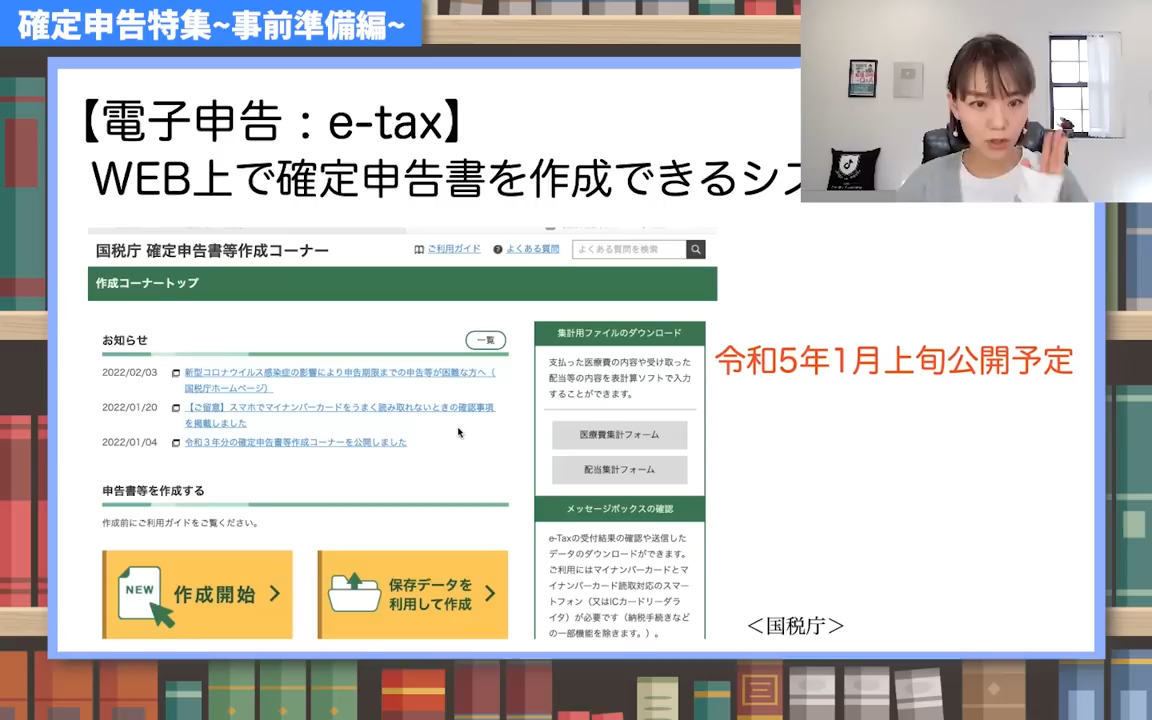 確定申告特集~事前準備編~
【電子申告：e-tax】
WEB上で確定申告書を作成できるシス
国税庁 確定申告書等作成コーナー
ご利用ガイド
よくある質問
よくある質問を検索
作成コーナートップ
お知らせ
一覧
2022/02/03 新型コロナウイルス感染症の影響により申告期限までの申告等が困難な方へ（
国税庁ホームページ）
2022/01/20 【ご留意】スマホでマイナンバーカードをうまく読み取れないときの確認事項
を掲載しました
2022/01/04 令和３年分の確定申告書等作成コーナーを公開しました
申告書等を作成する
作成前にご利用ガイドをご覧ください。
NEW
作成開始
保存データを
利用して作成
集計用ファイルのダウンロード
支払った医療費の内容や受け取った
配当等の内容を表計算ソフトで入力
することができます。
医療費集計フォーム
配当集計フォーム
メッセージボックスの確認
e-Taxの受付結果の確認や送信した
データのダウンロードができます。
ご利用にはマイナンバーカードとマ
イナンバーカード読取対応のスマー
トフォン（又はICカードリーダラ
イタ）が必要です（納税手続きなど
の一部機能を除きます。）。
令和5年1月上旬公開予定
＜国税庁＞